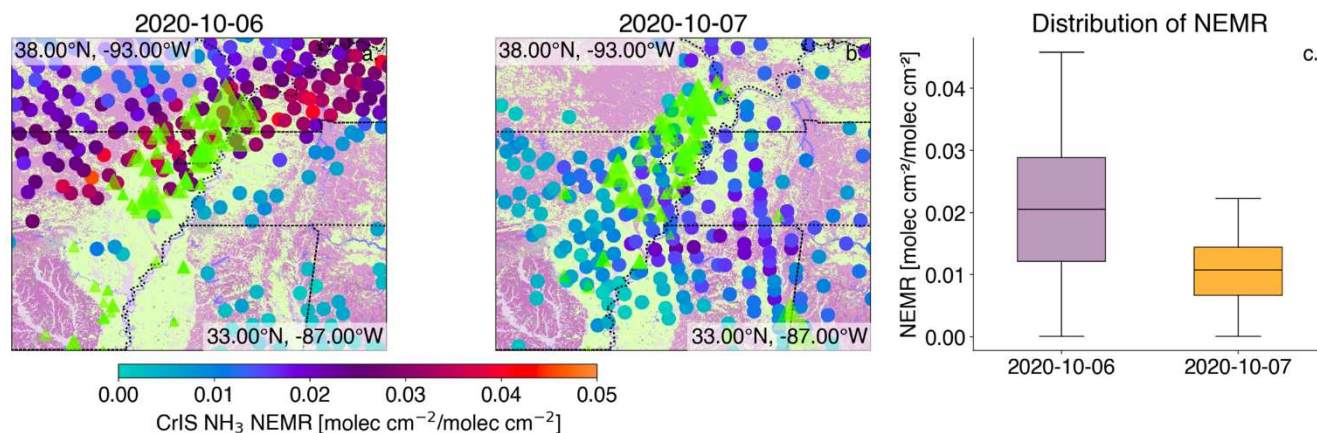 2020-10-06
38.00°N, -93.00°W
a.
33.00°N, -87.00°W
2020-10-07
38.00°N, -93.00°W
b.
33.00°N, -87.00°W
0.00 0.01 0.02 0.03 0.04 0.05
CrIS NH₃ NEMR [molec cm⁻²/molec cm⁻²]
Distribution of NEMR
c.
NEMR [molec cm⁻²/molec cm⁻²]
0.04
0.03
0.02
0.01
0.00
2020-10-06 2020-10-07